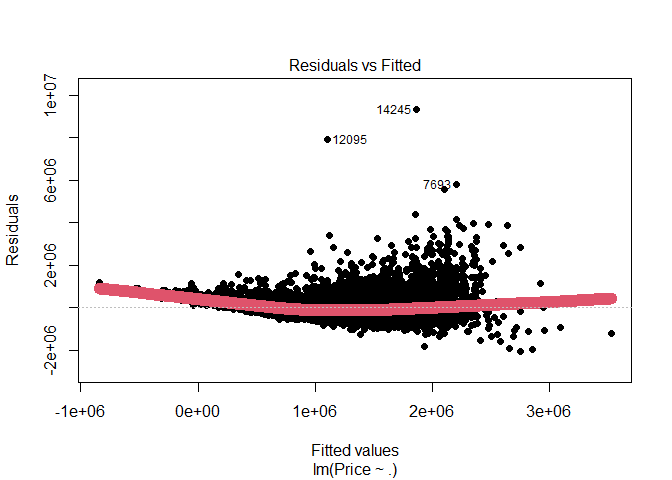 Residuals vs Fitted
1e+07
14245
12095
7693
6e+06
2e+06
-2e+06
Residuals
-1e+06 0e+00 1e+06 2e+06 3e+06
Fitted values
lm(Price ~ .)